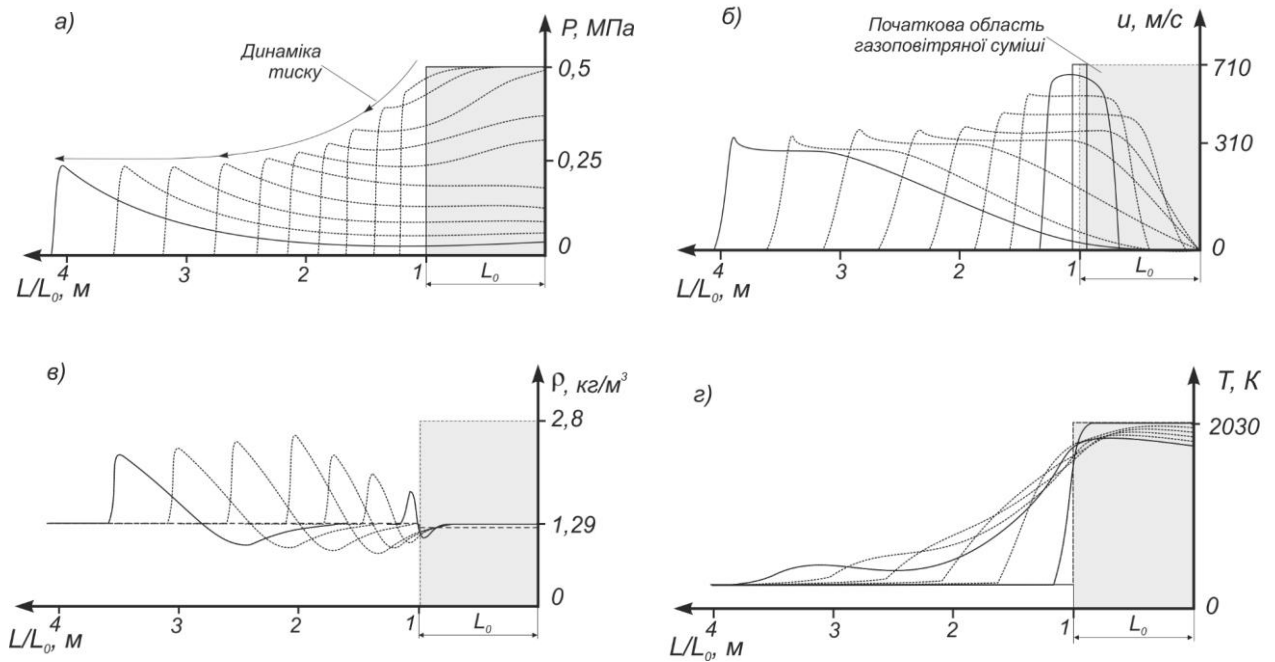 а)
P, МПа
Динаміка
тиску
0,5
0,25
0
4
3
2
1
L₀
L/L₀, м
б)
Початкова область
газоповітряної суміші
u, м/с
710
310
0
4
3
2
1
L₀
L/L₀, м
в)
ρ, кг/м³
2,8
1,29
0
4
3
2
1
L₀
L/L₀, м
г)
T, К
2030
0
4
3
2
1
L₀
L/L₀, м